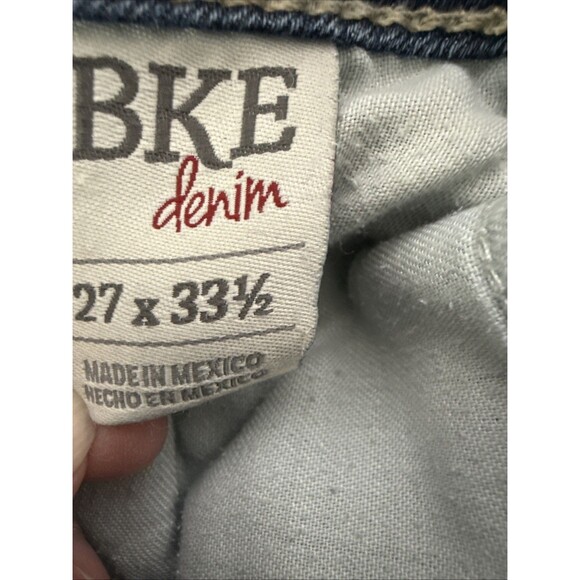 BKE
denim
27 x 33½
MADE IN MEXICO
HECHO EN MEXICO